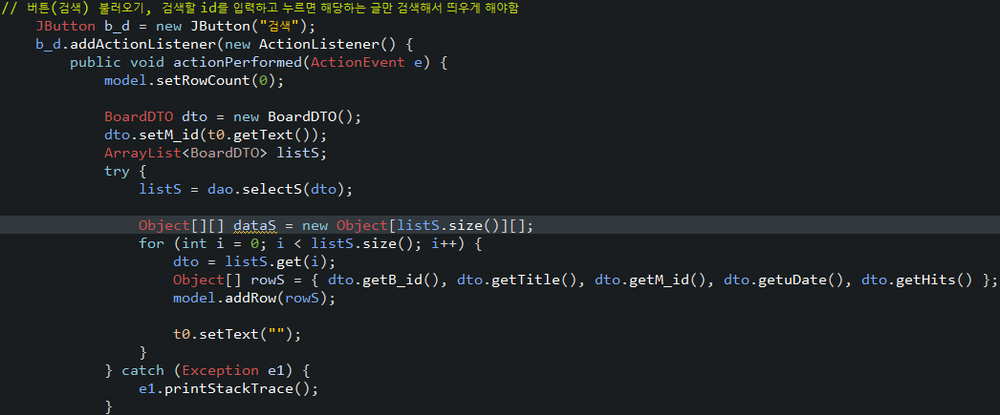 // 버튼(검색) 불러오기, 검색할 id를 입력하고 누르면 해당하는 글만 검색해서 띄우게 해야함
JButton b_d = new JButton("검색");
b_d.addActionListener(new ActionListener() {
public void actionPerformed(ActionEvent e) {
model.setRowCount(0);
BoardDTO dto = new BoardDTO();
dto.setM_id(t0.getText());
ArrayList<BoardDTO> listS;
try {
listS = dao.selectS(dto);
Object[][] dataS = new Object[listS.size()][];
for (int i = 0; i < listS.size(); i++) {
dto = listS.get(i);
Object[] rowS = { dto.getB_id(), dto.getTitle(), dto.getM_id(), dto.getuDate(), dto.getHits() };
model.addRow(rowS);
t0.setText("");
}
} catch (Exception e1) {
e1.printStackTrace();
}